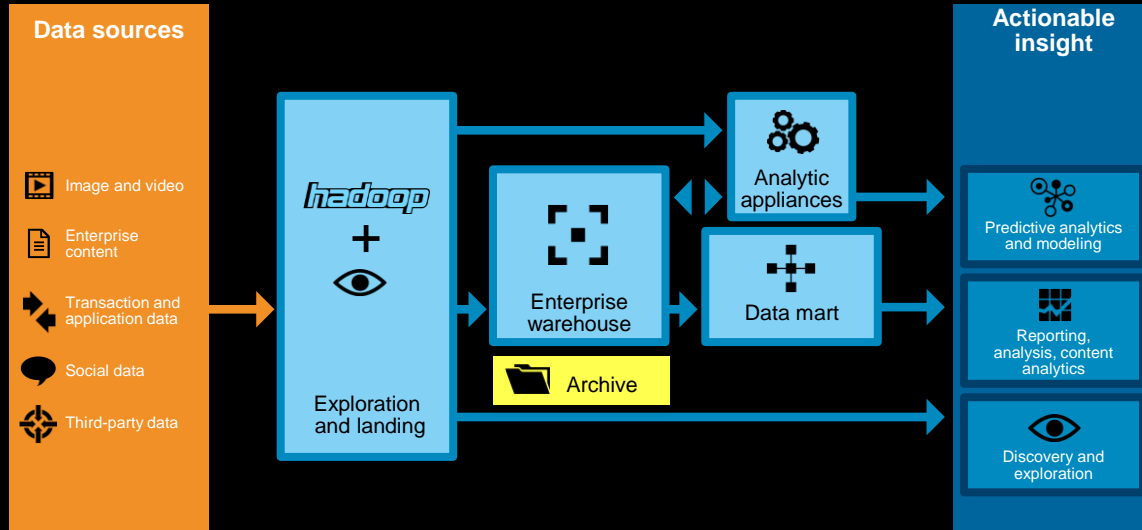 Data sources
Image and video
Enterprise
content
Transaction and
application data
Social data
Third-party data
hadoop
+
Exploration
and landing
Enterprise
warehouse
Archive
Analytic
appliances
Data mart
Actionable
insight
Predictive analytics
and modeling
Reporting,
analysis, content
analytics
Discovery and
exploration